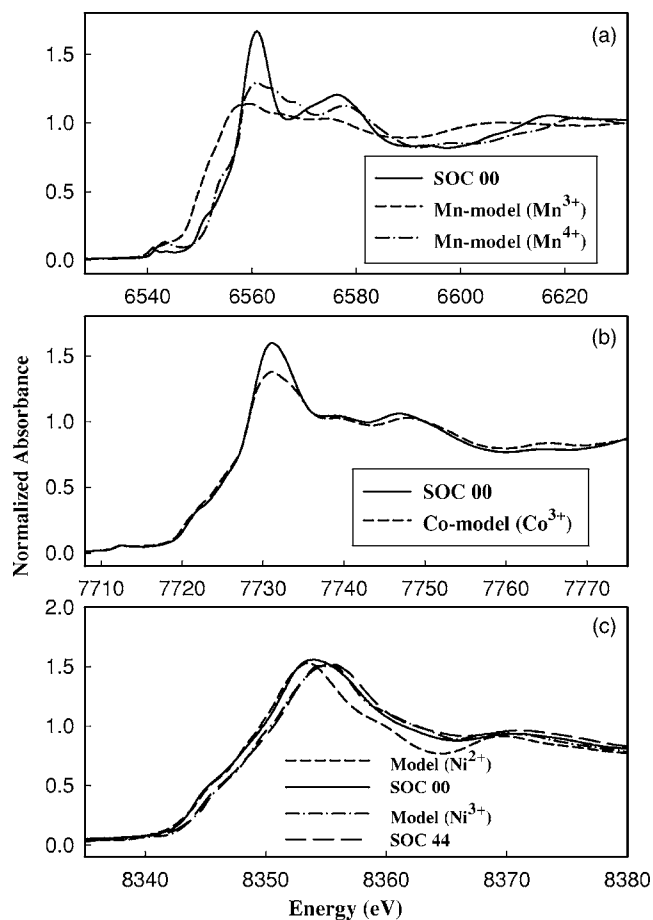 (a)
1.5
1.0
0.5
0.0
SOC 00
Mn-model (Mn³⁺)
Mn-model (Mn⁴⁺)
6540 6560 6580 6600 6620
(b)
1.5
1.0
0.5
0.0
SOC 00
Co-model (Co³⁺)
7710 7720 7730 7740 7750 7760 7770
Normalized Absorbance
(c)
2.0
1.5
1.0
0.5
0.0
Model (Ni²⁺)
SOC 00
Model (Ni³⁺)
SOC 44
8340 8350 8360 8370 8380
Energy (eV)